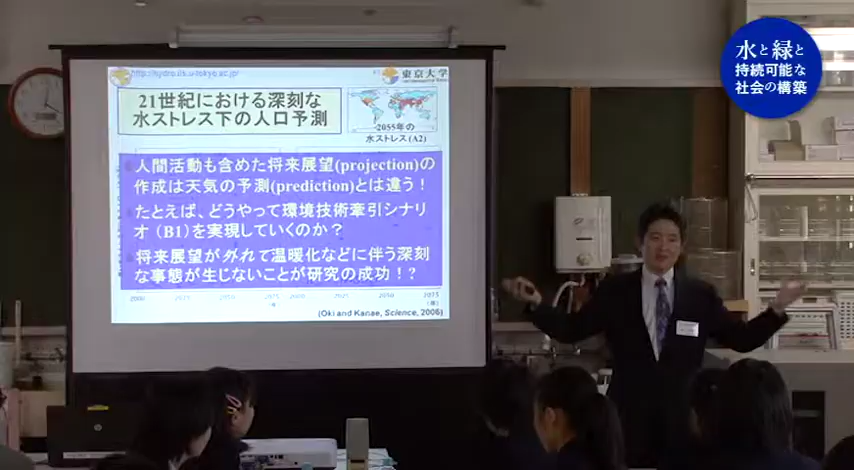 水と緑と
持続可能な
社会の構築
http://hydro.iis.u-tokyo.ac.jp/
東京大学
21世紀における深刻な
水ストレス下の人口予測
2055年の
水ストレス(A2)
人間活動も含めた将来展望(projection)の
作成は天気の予測(prediction)とは違う！
たとえば、どうやって環境技術牽引シナリ
オ（B1）を実現していくのか？
将来展望が外れて温暖化などに伴う深刻
な事態が生じないことが研究の成功！？
2000 2025 2050 2075 2000 2025 2050 2075
(Oki and Kanae, Science, 2006)